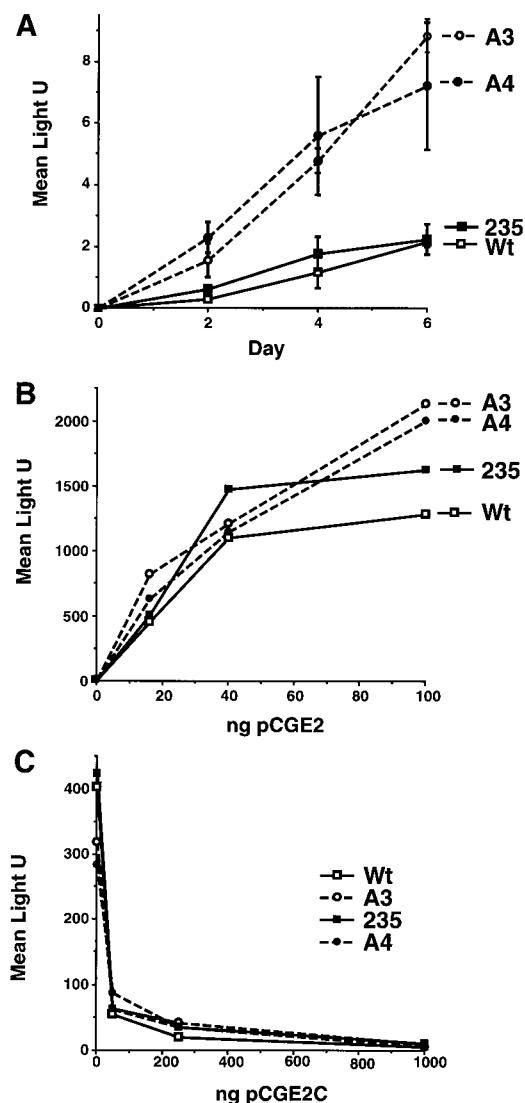 A
8
6
4
2
0
Mean Light U
0 2 4 6
Day
A3
A4
235
Wt
B
2000
1500
1000
500
0
Mean Light U
0 20 40 60 80 100
ng pCGE2
A3
A4
235
Wt
C
400
300
200
100
0
Mean Light U
0 200 400 600 800 1000
ng pCGE2C
Wt
A3
235
A4